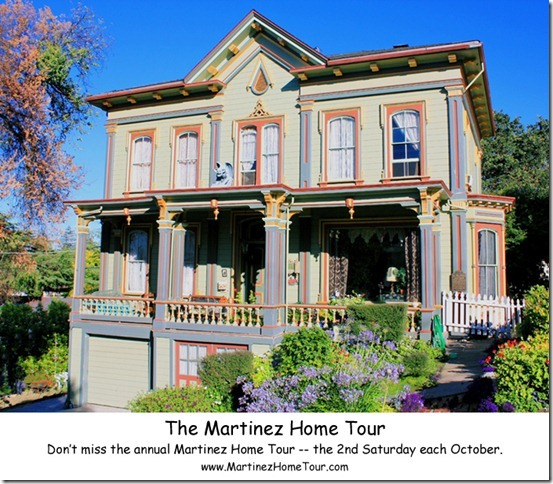 The Martinez Home Tour
Don't miss the annual Martinez Home Tour -- the 2nd Saturday each October.
www.MartinezHomeTour.com